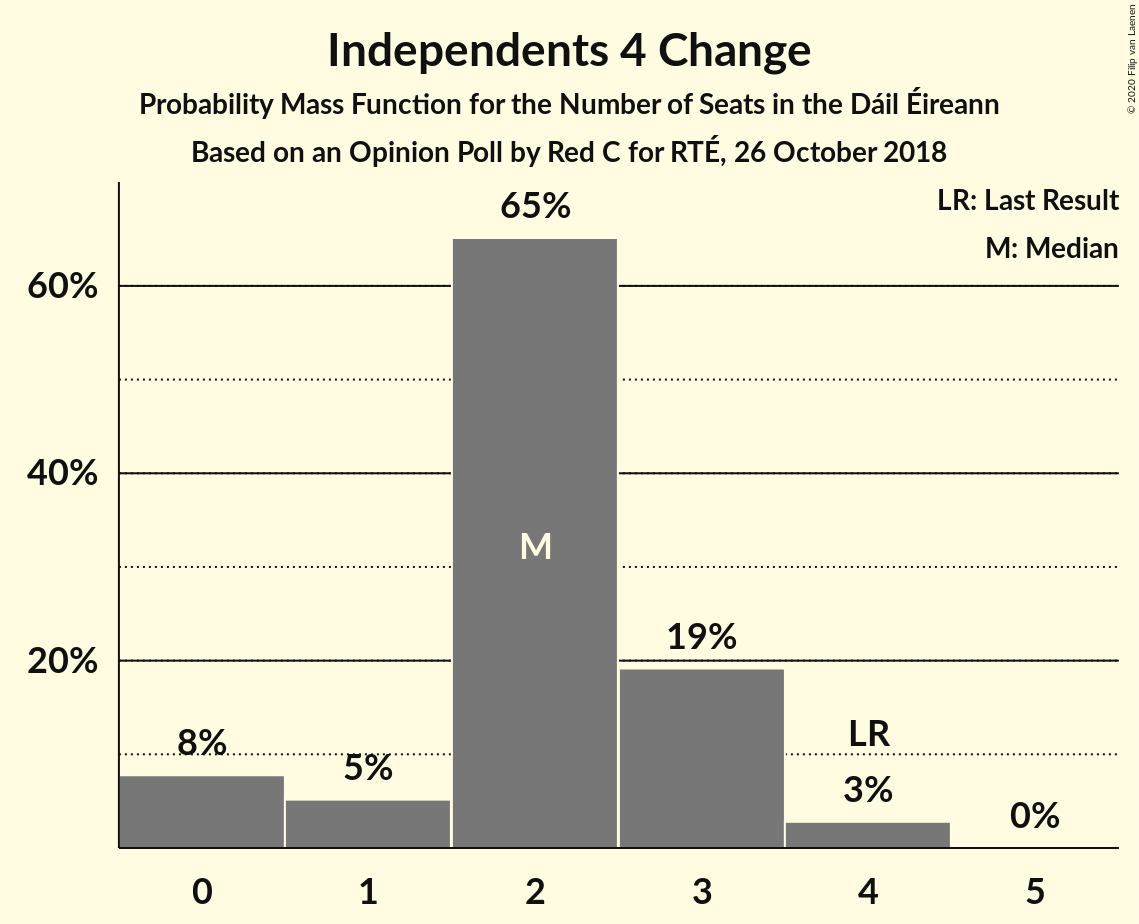 Independents 4 Change
Probability Mass Function for the Number of Seats in the Dáil Éireann
Based on an Opinion Poll by Red C for RTÉ, 26 October 2018
© 2020 Filip van Laenen
LR: Last Result
M: Median
65%
60%
40%
M
19%
20%
LR
8%
5%
3%
0%
0 1 2 3 4 5